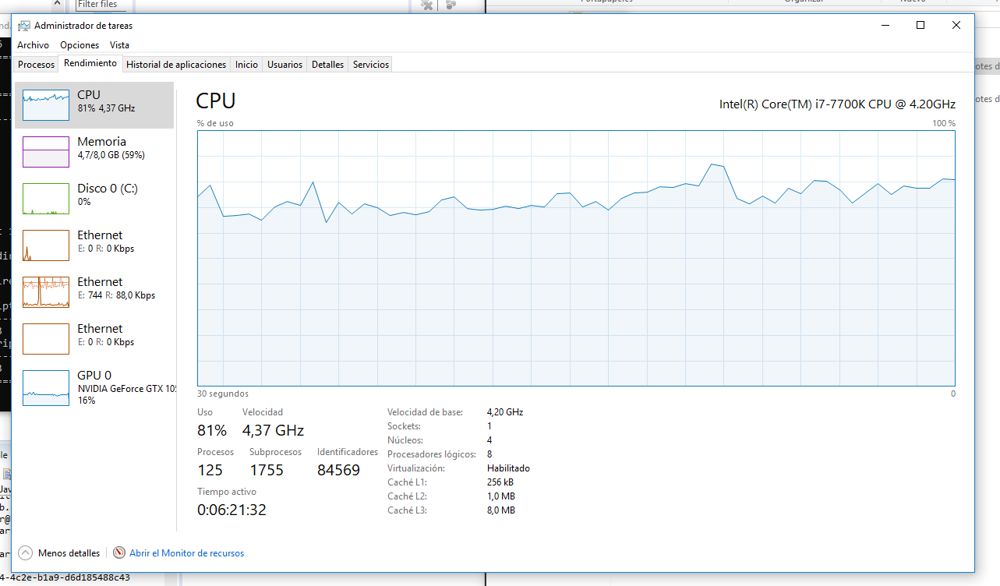 Filter files
Administrador de tareas
Archivo Opciones Vista
Procesos Rendimiento Historial de aplicaciones Inicio Usuarios Detalles Servicios
CPU
81% 4,37 GHz
Memoria
4,7/8,0 GB (59%)
Disco 0 (C:)
0%
Ethernet
E: 0 R: 0 Kbps
Ethernet
E: 744 R: 88,0 Kbps
Ethernet
E: 0 R: 0 Kbps
GPU 0
NVIDIA GeForce GTX 105
16%
CPU
Intel(R) Core(TM) i7-7700K CPU @ 4.20GHz
% de uso 100 %
30 segundos 0
Uso Velocidad
81% 4,37 GHz
Procesos Subprocesos Identificadores
125 1755 84569
Tiempo activo
0:06:21:32
Velocidad de base: 4,20 GHz
Sockets: 1
Núcleos: 4
Procesadores lógicos: 8
Virtualización: Habilitado
Caché L1: 256 kB
Caché L2: 1,0 MB
Caché L3: 8,0 MB
Menos detalles Abrir el Monitor de recursos
otes d
otes d
4-4c2e-b1a9-d6d185488c43